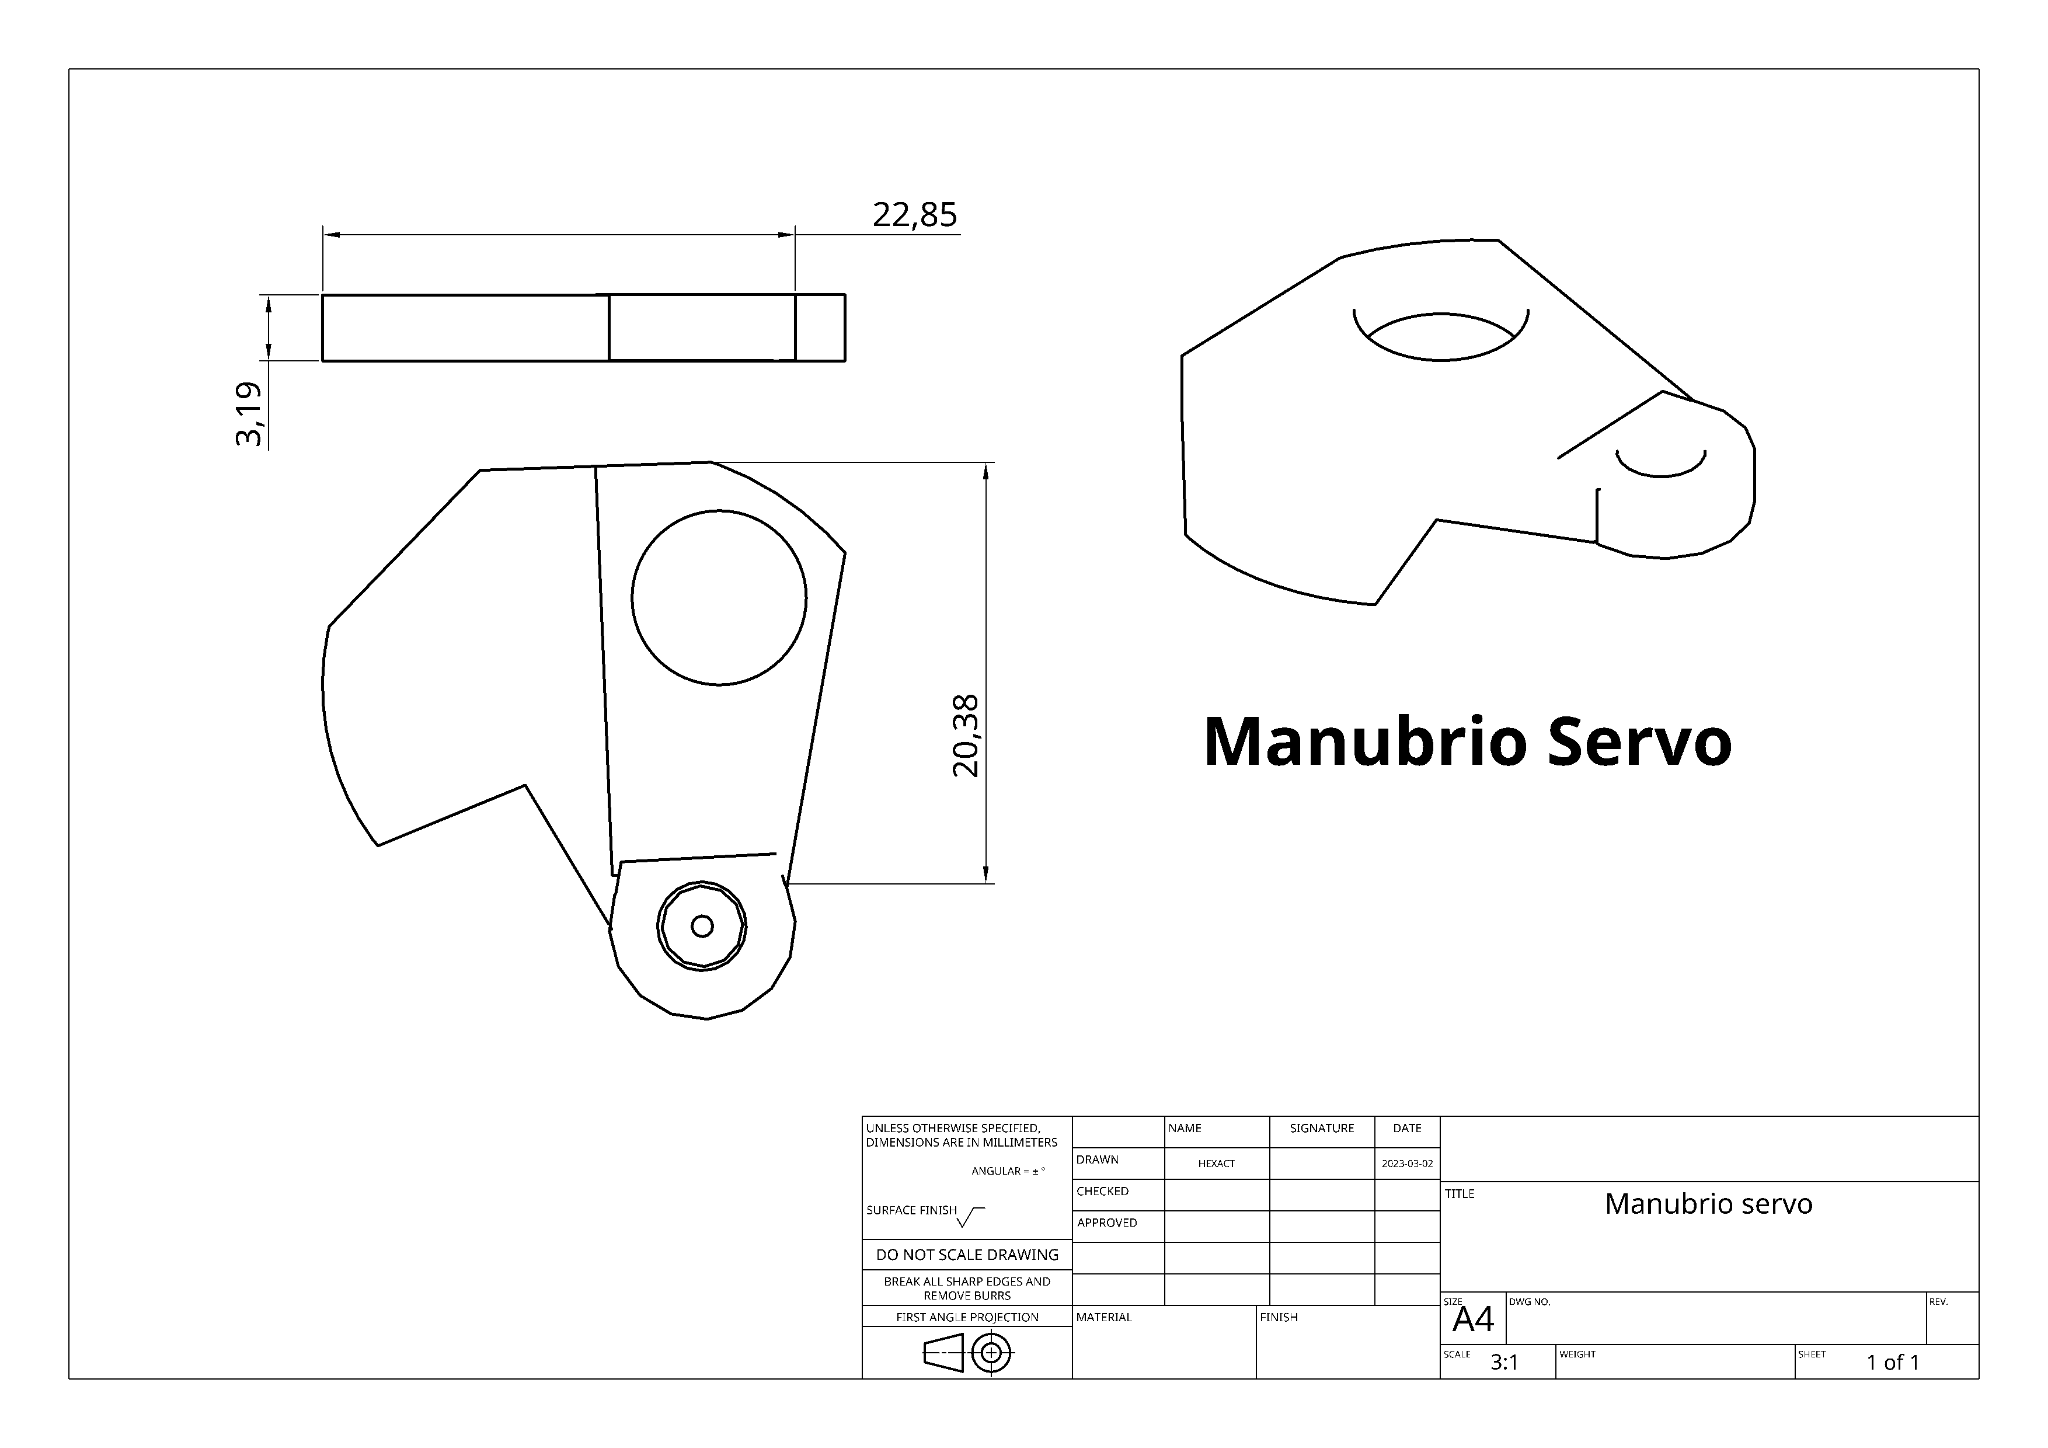 22,85
3,19
20,38
Manubrio Servo
UNLESS OTHERWISE SPECIFIED,
DIMENSIONS ARE IN MILLIMETERS
ANGULAR = ± °
SURFACE FINISH
DO NOT SCALE DRAWING
BREAK ALL SHARP EDGES AND
REMOVE BURRS
FIRST ANGLE PROJECTION
NAME
SIGNATURE
DATE
DRAWN
HEXACT
2023-03-02
CHECKED
APPROVED
MATERIAL
FINISH
TITLE
Manubrio servo
SIZE
A4
DWG NO.
REV.
SCALE
3:1
WEIGHT
SHEET
1 of 1